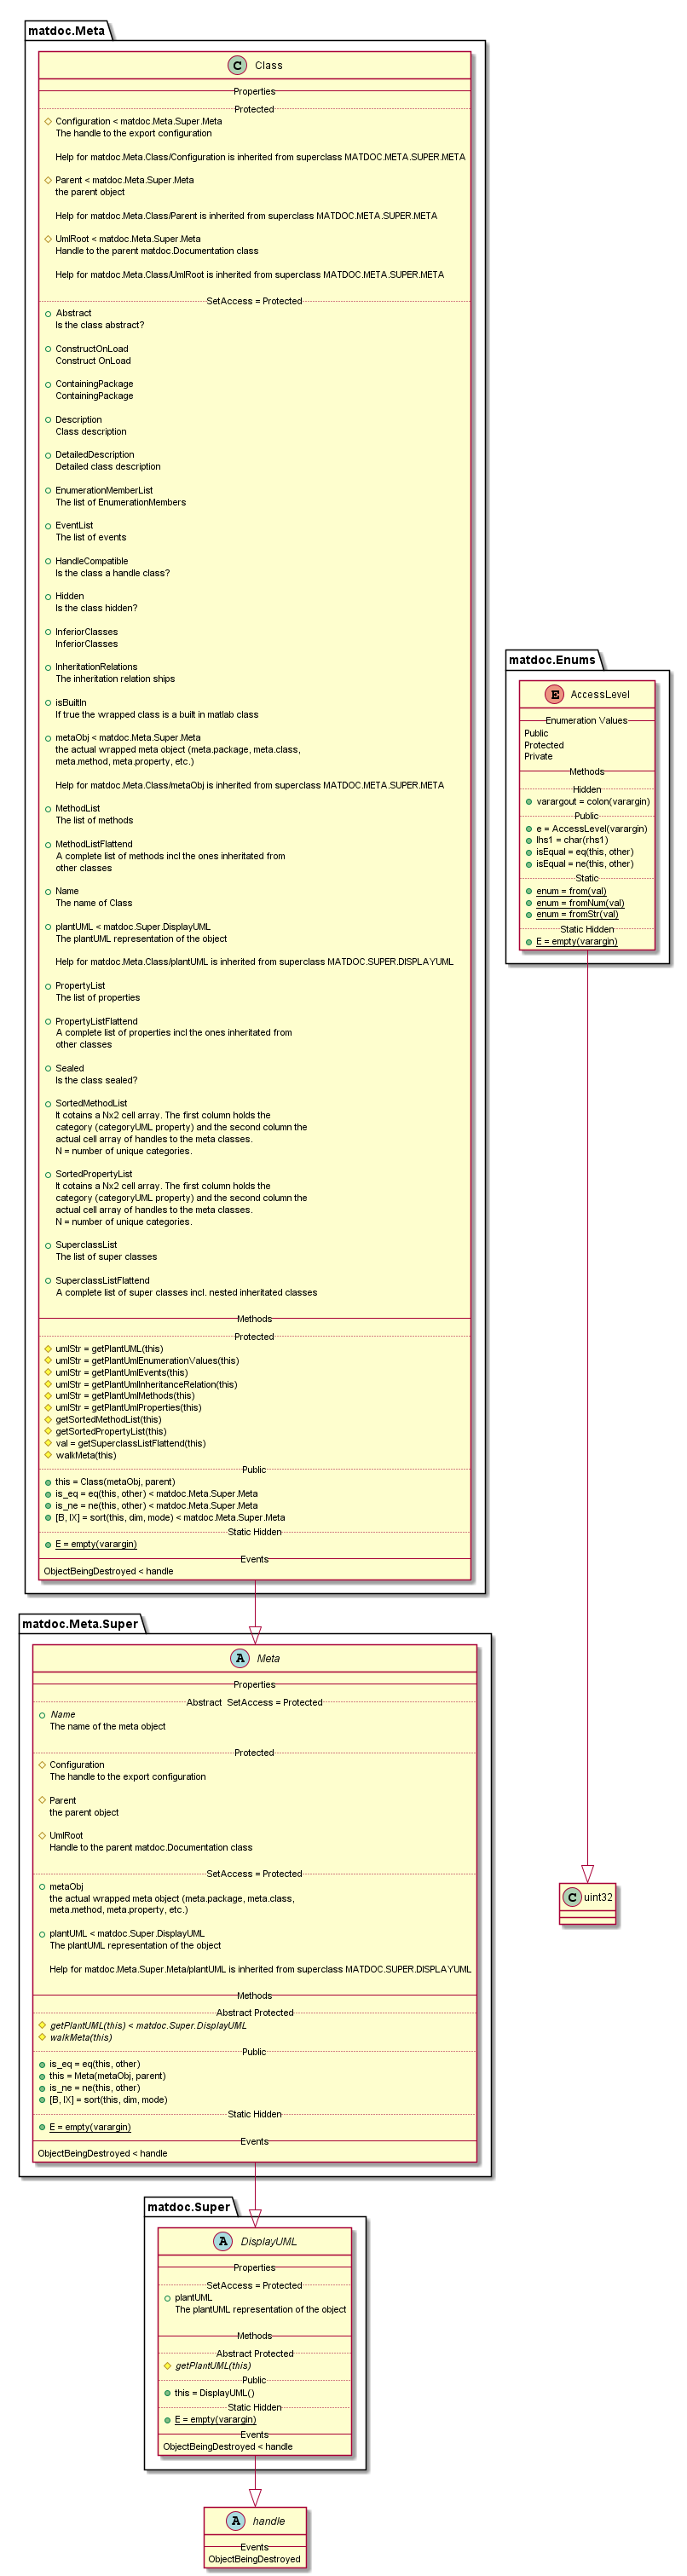 matdoc.Meta
C Class
Properties
Protected
Configuration < matdoc.Meta.Super.Meta
The handle to the export configuration
Help for matdoc.Meta.Class/Configuration is inherited from superclass MATDOC.META.SUPER.META
Parent < matdoc.Meta.Super.Meta
the parent object
Help for matdoc.Meta.Class/Parent is inherited from superclass MATDOC.META.SUPER.META
UmlRoot < matdoc.Meta.Super.Meta
Handle to the parent matdoc.Documentation class
Help for matdoc.Meta.Class/UmlRoot is inherited from superclass MATDOC.META.SUPER.META
SetAccess = Protected
Abstract
Is the class abstract?
ConstructOnLoad
Construct OnLoad
ContainingPackage
ContainingPackage
Description
Class description
DetailedDescription
Detailed class description
EnumerationMemberList
The list of EnumerationMembers
EventList
The list of events
HandleCompatible
Is the class a handle class?
Hidden
Is the class hidden?
InferiorClasses
InferiorClasses
InheritationRelations
The inheritation relation ships
isBuiltIn
If true the wrapped class is a built in matlab class
metaObj < matdoc.Meta.Super.Meta
the actual wrapped meta object (meta.package, meta.class,
meta.method, meta.property, etc.)
Help for matdoc.Meta.Class/metaObj is inherited from superclass MATDOC.META.SUPER.META
MethodList
The list of methods
MethodListFlattend
A complete list of methods incl the ones inheritated from
other classes
Name
The name of Class
plantUML < matdoc.Super.DisplayUML
The plantUML representation of the object
Help for matdoc.Meta.Class/plantUML is inherited from superclass MATDOC.SUPER.DISPLAYUML
PropertyList
The list of properties
PropertyListFlattend
A complete list of properties incl the ones inheritated from
other classes
Sealed
Is the class sealed?
SortedMethodList
It cotains a Nx2 cell array. The first column holds the
category (categoryUML property) and the second column the
actual cell array of handles to the meta classes.
N = number of unique categories.
SortedPropertyList
It cotains a Nx2 cell array. The first column holds the
category (categoryUML property) and the second column the
actual cell array of handles to the meta classes.
N = number of unique categories.
SuperclassList
The list of super classes
SuperclassListFlattend
A complete list of super classes incl. nested inheritated classes
Methods
Protected
umlStr = getPlantUML(this)
umlStr = getPlantUmlEnumerationValues(this)
umlStr = getPlantUmlEvents(this)
umlStr = getPlantUmlInheritanceRelation(this)
umlStr = getPlantUmlMethods(this)
umlStr = getPlantUmlProperties(this)
getSortedMethodList(this)
getSortedPropertyList(this)
val = getSuperclassListFlattend(this)
walkMeta(this)
Public
this = Class(metaObj, parent)
is_eq = eq(this, other) < matdoc.Meta.Super.Meta
is_ne = ne(this, other) < matdoc.Meta.Super.Meta
[B, IX] = sort(this, dim, mode) < matdoc.Meta.Super.Meta
Static Hidden
E = empty(varargin)
Events
ObjectBeingDestroyed < handle
matdoc.Enums
E AccessLevel
Enumeration Values
Public
Protected
Private
Methods
Hidden
varargout = colon(varargin)
Public
e = AccessLevel(varargin)
lhs1 = char(rhs1)
isEqual = eq(this, other)
isEqual = ne(this, other)
Static
enum = from(val)
enum = fromNum(val)
enum = fromStr(val)
Static Hidden
E = empty(varargin)
matdoc.Meta.Super
A Meta
Properties
Abstract SetAccess = Protected
Name
The name of the meta object
Protected
Configuration
The handle to the export configuration
Parent
the parent object
UmlRoot
Handle to the parent matdoc.Documentation class
SetAccess = Protected
metaObj
the actual wrapped meta object (meta.package, meta.class,
meta.method, meta.property, etc.)
plantUML < matdoc.Super.DisplayUML
The plantUML representation of the object
Help for matdoc.Meta.Super.Meta/plantUML is inherited from superclass MATDOC.SUPER.DISPLAYUML
Methods
Abstract Protected
getPlantUML(this) < matdoc.Super.DisplayUML
walkMeta(this)
Public
is_eq = eq(this, other)
this = Meta(metaObj, parent)
is_ne = ne(this, other)
[B, IX] = sort(this, dim, mode)
Static Hidden
E = empty(varargin)
Events
ObjectBeingDestroyed < handle
C uint32
matdoc.Super
A DisplayUML
Properties
SetAccess = Protected
plantUML
The plantUML representation of the object
Methods
Abstract Protected
getPlantUML(this)
Public
this = DisplayUML()
Static Hidden
E = empty(varargin)
Events
ObjectBeingDestroyed < handle
A handle
Events
ObjectBeingDestroyed